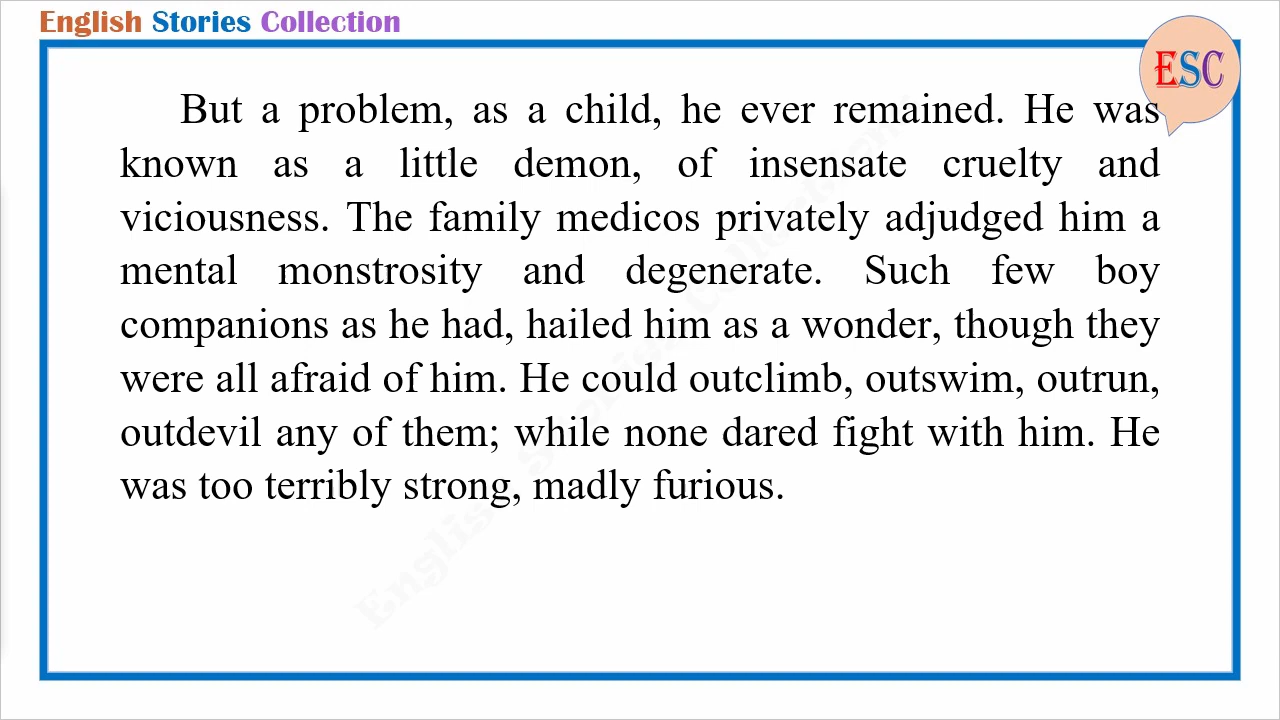 English Stories Collection
ESC
But a problem, as a child, he ever remained. He was
known as a little demon, of insensate cruelty and
viciousness. The family medicos privately adjudged him a
mental monstrosity and degenerate. Such few boy
companions as he had, hailed him as a wonder, though they
were all afraid of him. He could outclimb, outswim, outrun,
outdevil any of them; while none dared fight with him. He
was too terribly strong, madly furious.
English Stories Collection